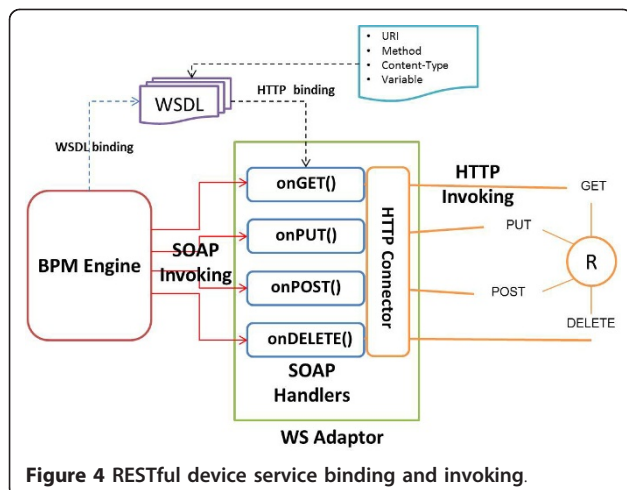 • URI
• Method
• Content-Type
• Variable
WSDL
HTTP binding
WSDL binding
BPM Engine
SOAP
Invoking
onGET()
onPUT()
onPOST()
onDELETE()
SOAP
Handlers
HTTP Connector
WS Adaptor
HTTP
Invoking
GET
PUT
R
POST
DELETE
Figure 4 RESTful device service binding and invoking.